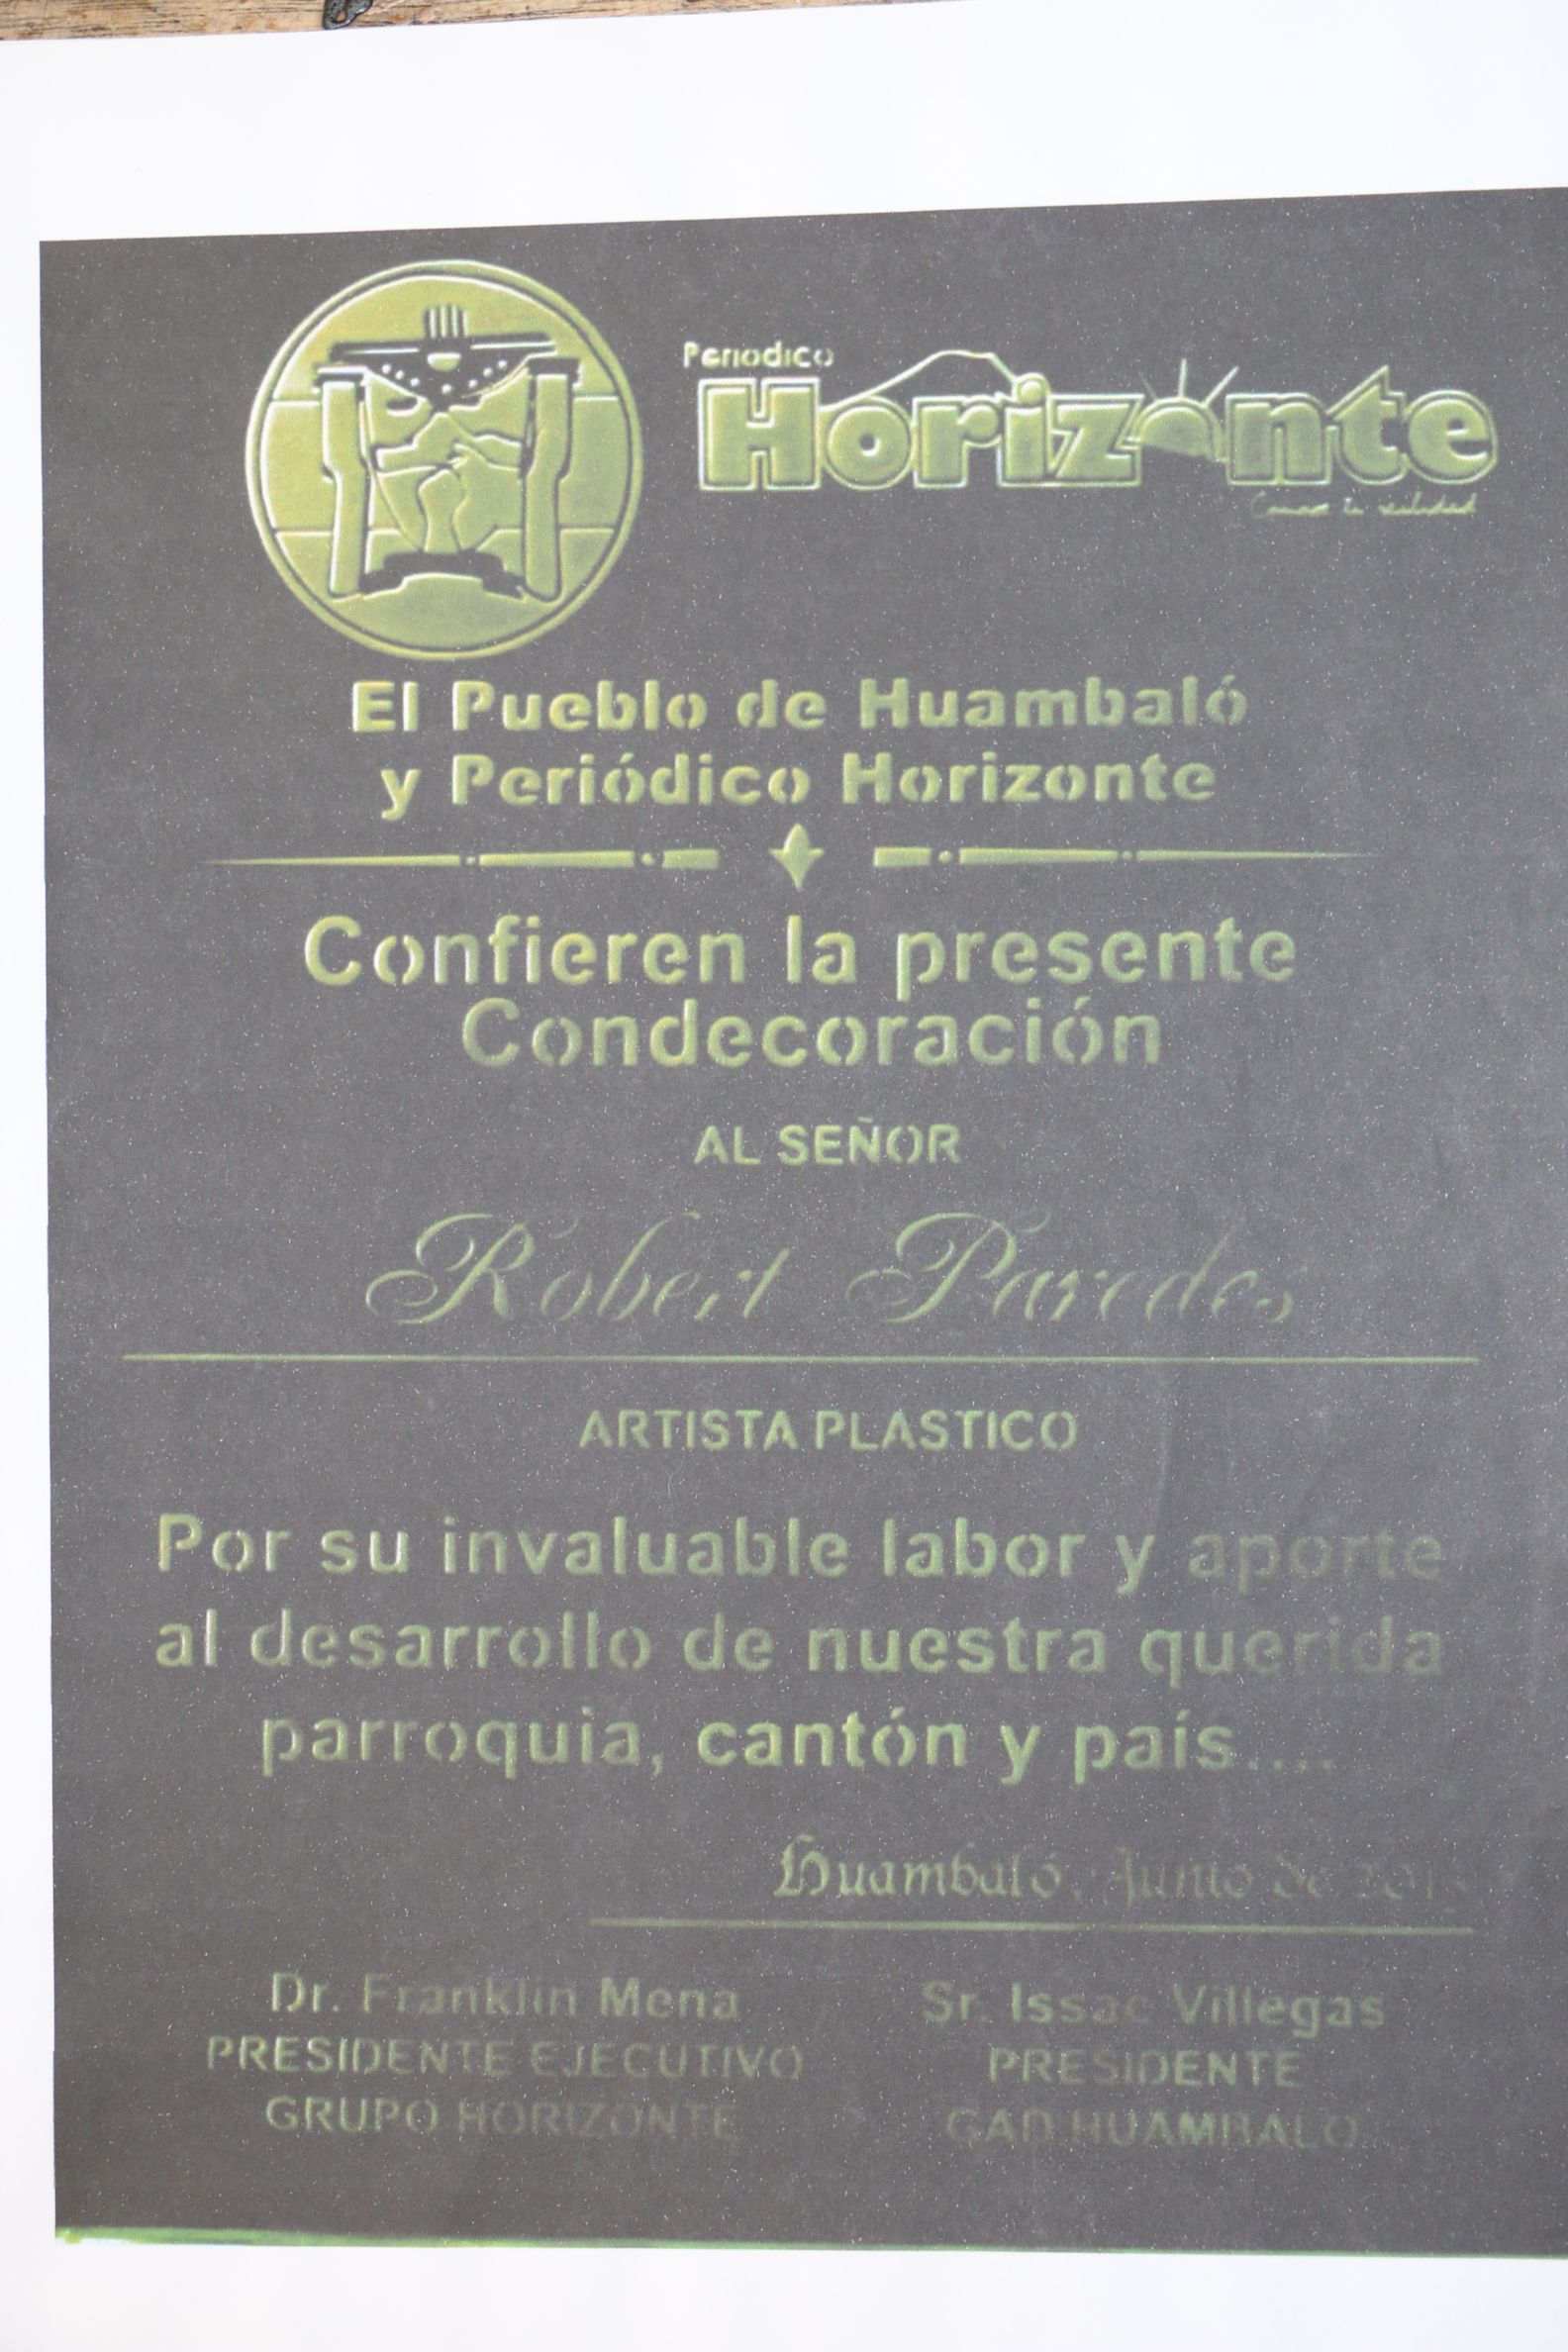 Periodico
Horizonte
El Pueblo de Huambaló
y Periódico Horizonte
Confieren la presente
Condecoración
AL SEÑOR
Robert Paredes
ARTISTA PLASTICO
Por su invaluable labor y aporte
al desarrollo de nuestra querida
parroquia, cantón y país....
Huambaló, Junio de
Dr. Franklin Mena
Sr. Issac Villegas
PRESIDENTE EJECUTIVO
PRESIDENTE
GRUPO HORIZONTE
GAD HUAMBALO